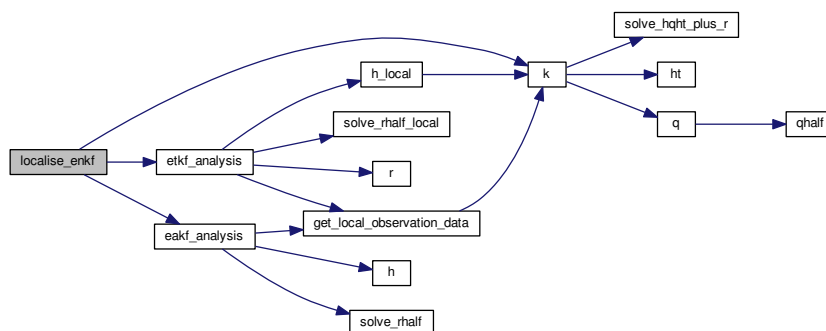 localise_enkf
etkf_analysis
eakf_analysis
h_local
solve_rhalf_local
r
get_local_observation_data
h
solve_rhalf
k
solve_hqht_plus_r
ht
q
qhalf